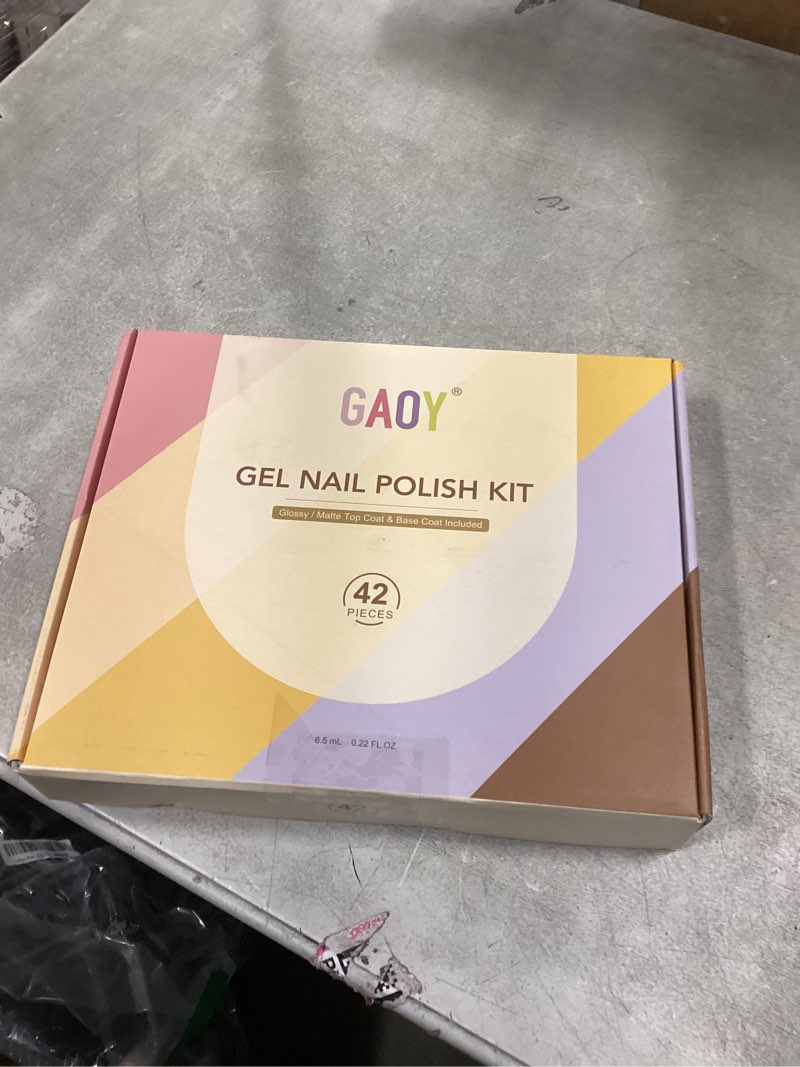 GAOY®
GEL NAIL POLISH KIT
Glossy / Matte Top Coat & Base Coat Included
42
PIECES
6.5 mL 0.22 FL.OZ